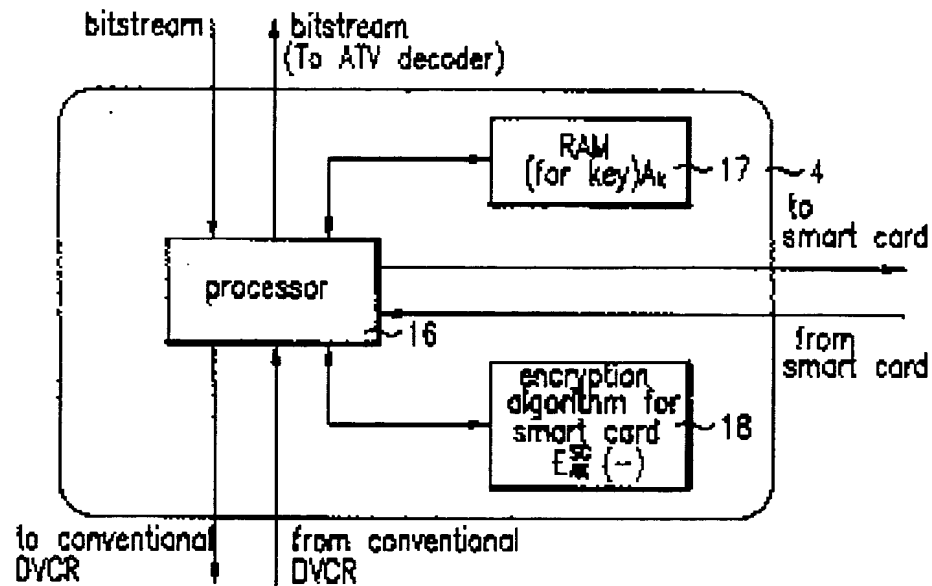 bitstream
bitstream
(To ATV decoder)
RAM
(for key)Ak
17
4
to
smart card
processor
16
from
smart card
encryption
algorithm for
smart card
E (-)
18
to conventional
DVCR
from conventional
DVCR